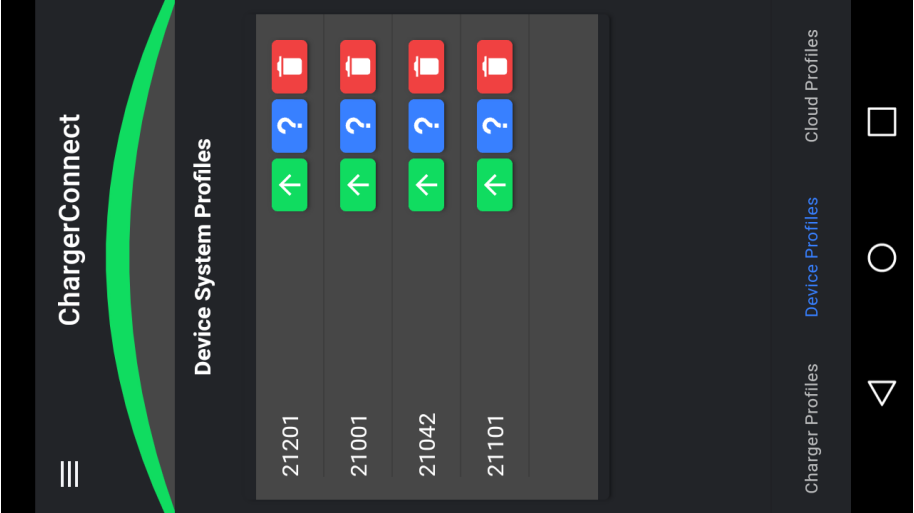 ChargerConnect
Device System Profiles
21201
21001
21042
21101
Charger Profiles
Device Profiles
Cloud Profiles